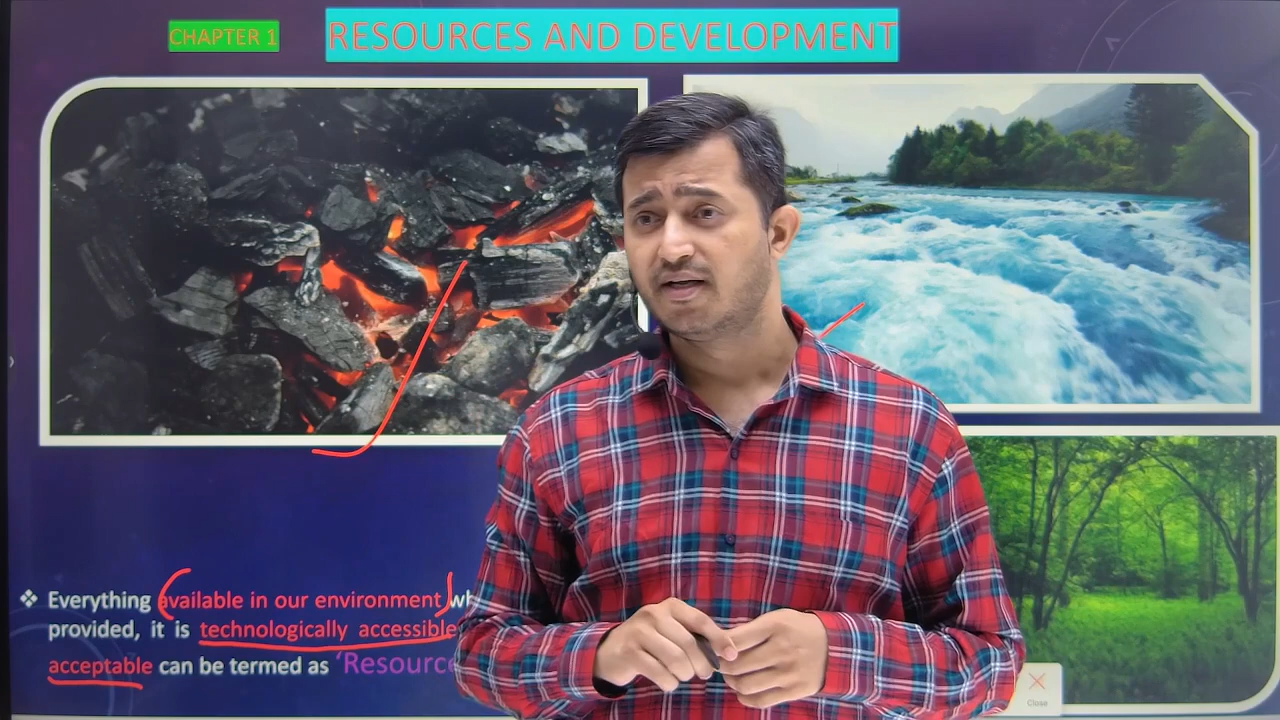 CHAPTER 1
RESOURCES AND DEVELOPMENT
❖ Everything available in our environment
provided, it is technologically accessible
acceptable can be termed as
Close